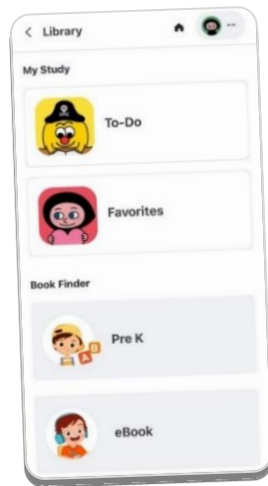 Library
My Study
To-Do
Favorites
Book Finder
Pre K
A B
eBook